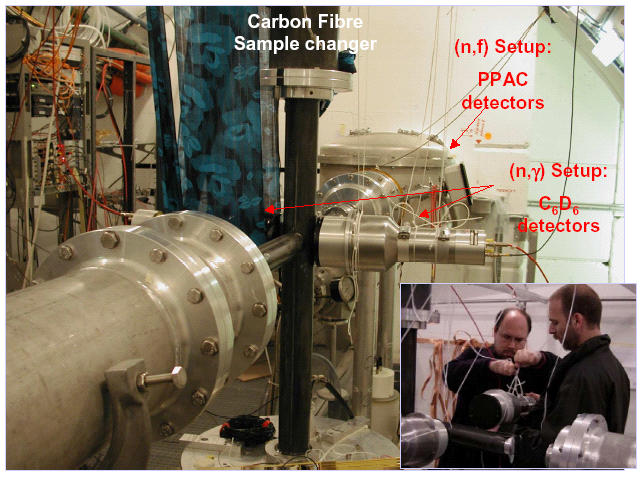 Carbon Fibre
Sample changer
(n,f) Setup:
PPAC
detectors
(n,γ) Setup:
C₆D₆
detectors